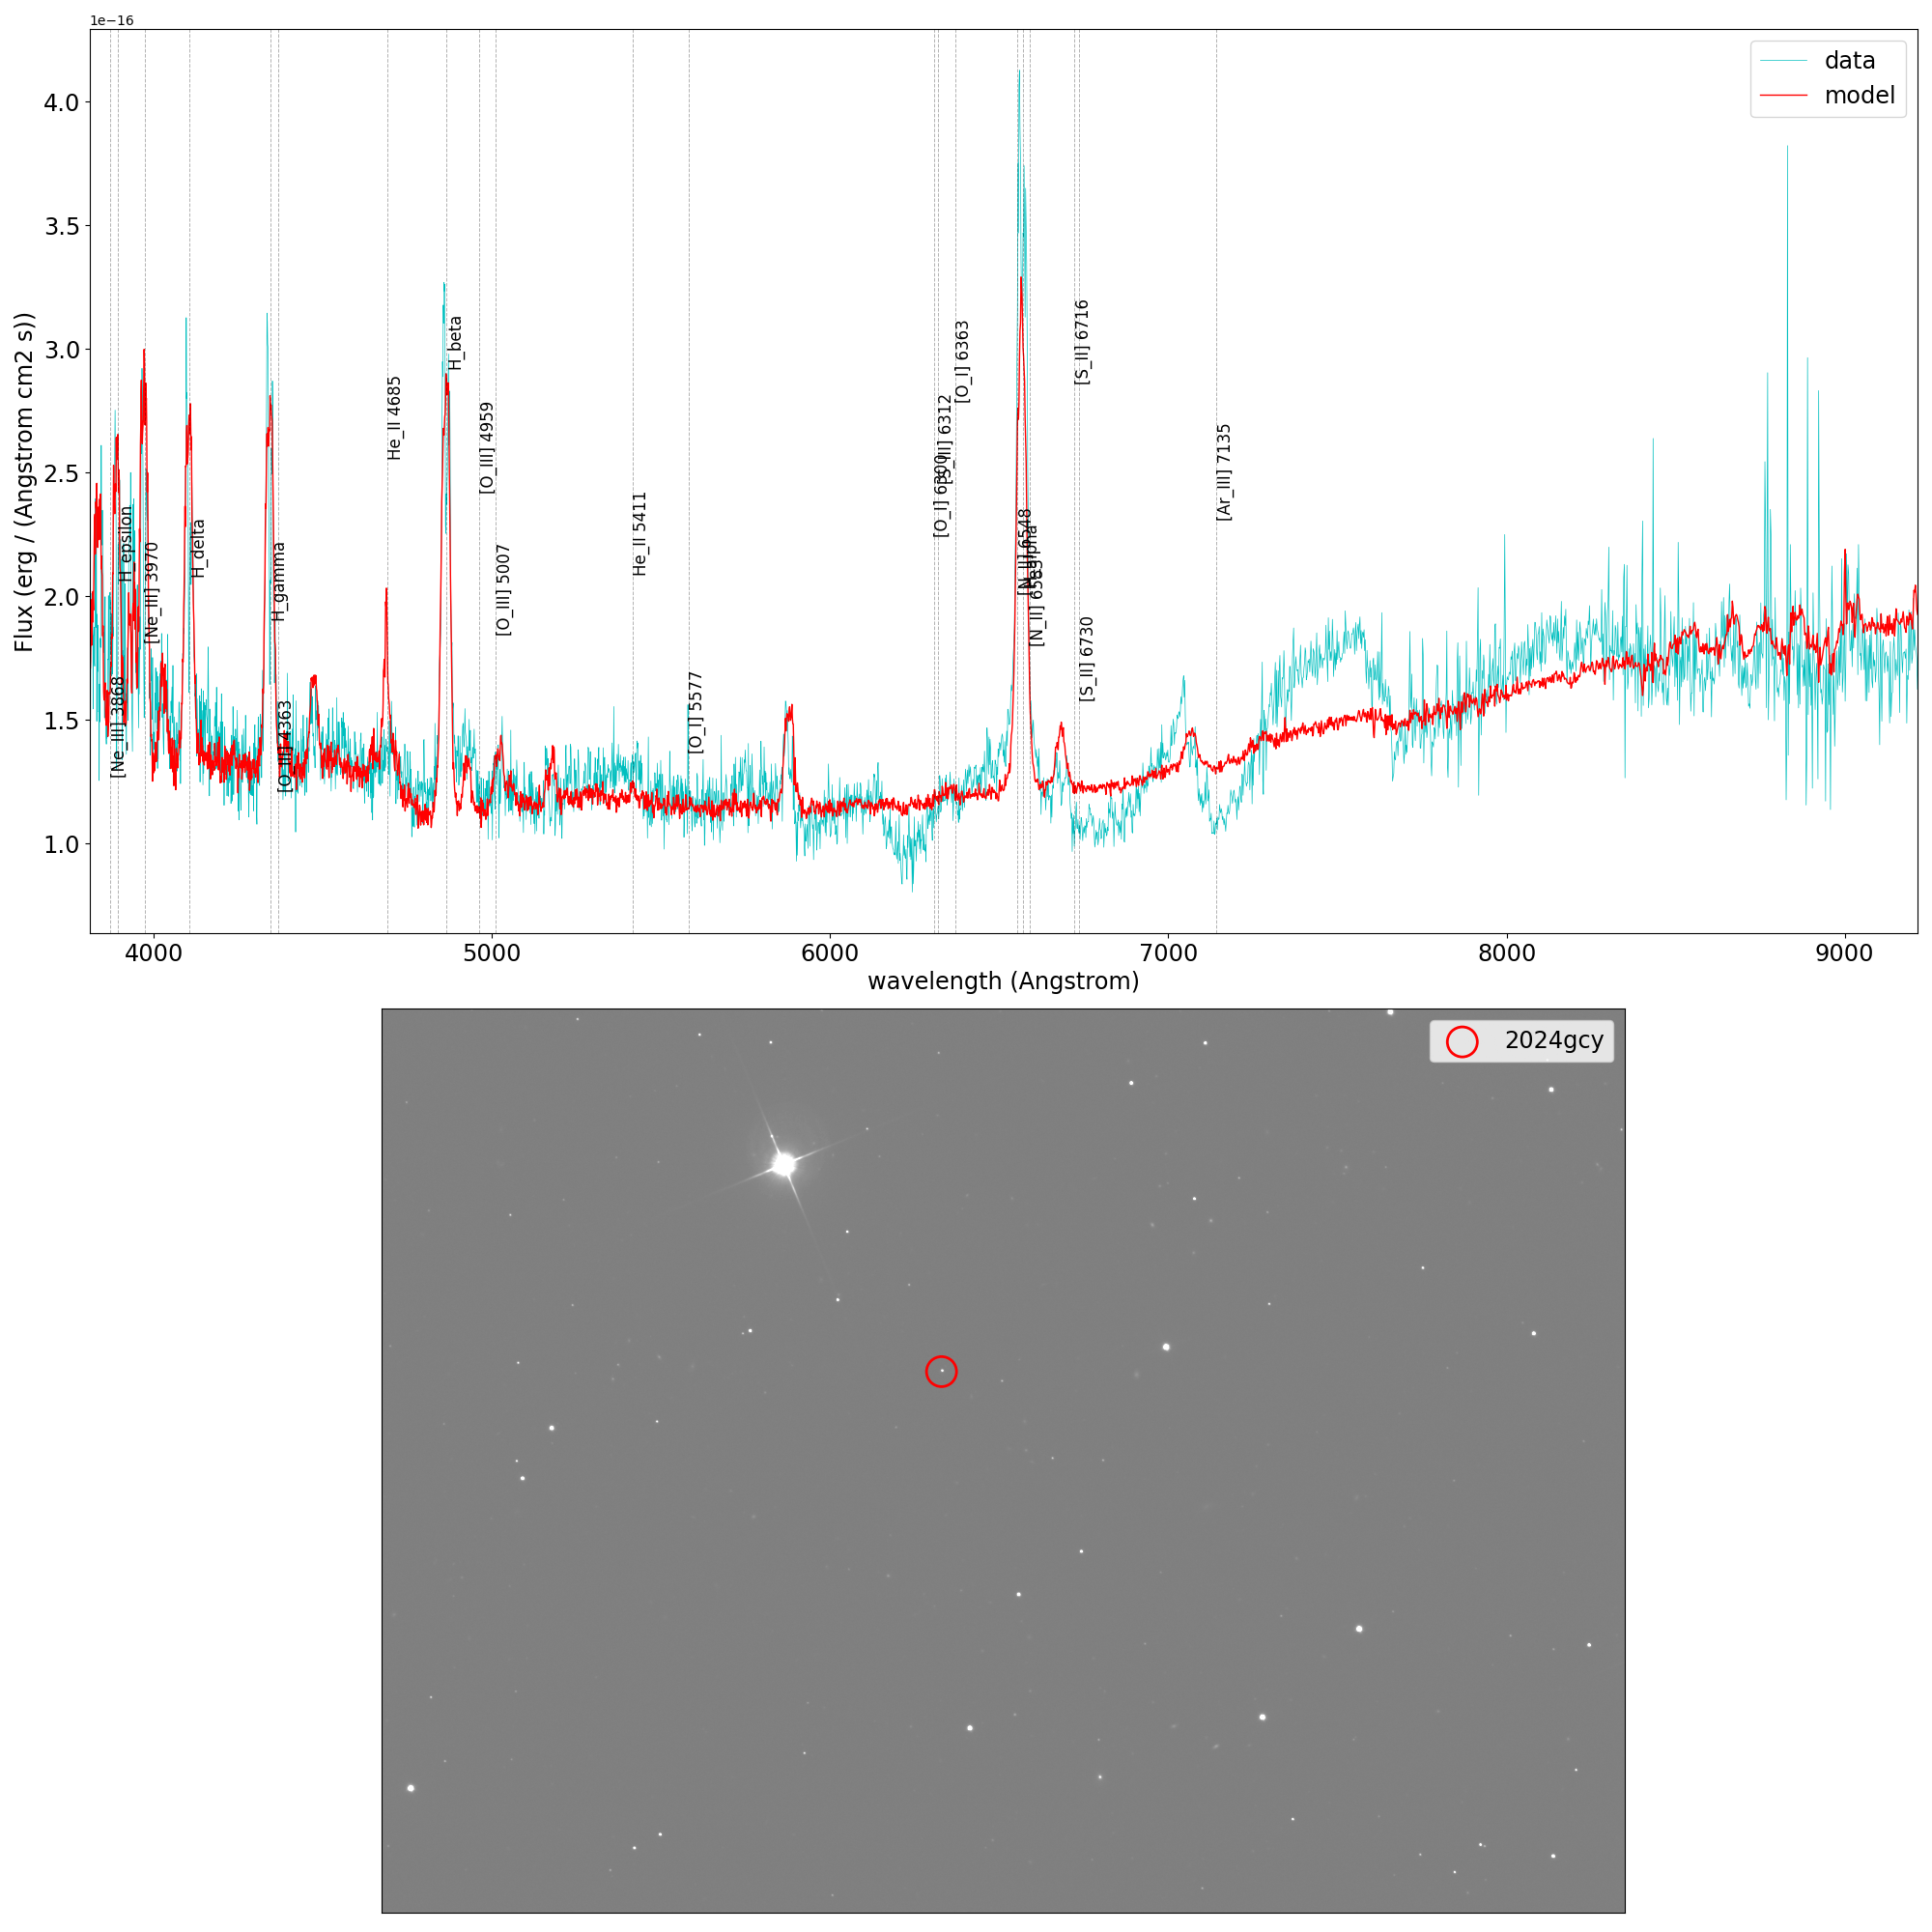 1e−16
data
model
4.0
3.5
3.0
2.5
2.0
1.5
1.0
Flux (erg / (Angstrom cm2 s))
[Ne_III] 3868
H_epsilon
[Ne_III] 3970
H_delta
H_gamma
[O_III] 4363
He_II 4685
H_beta
[O_III] 4959
[O_III] 5007
He_II 5411
[O_I] 5577
[O_I] 6300
[S_III] 6312
[O_I] 6363
[N_II] 6548
H_alpha
[N_II] 6583
[S_II] 6716
[S_II] 6730
[Ar_III] 7135
4000 5000 6000 7000 8000 9000
wavelength (Angstrom)
2024gcy